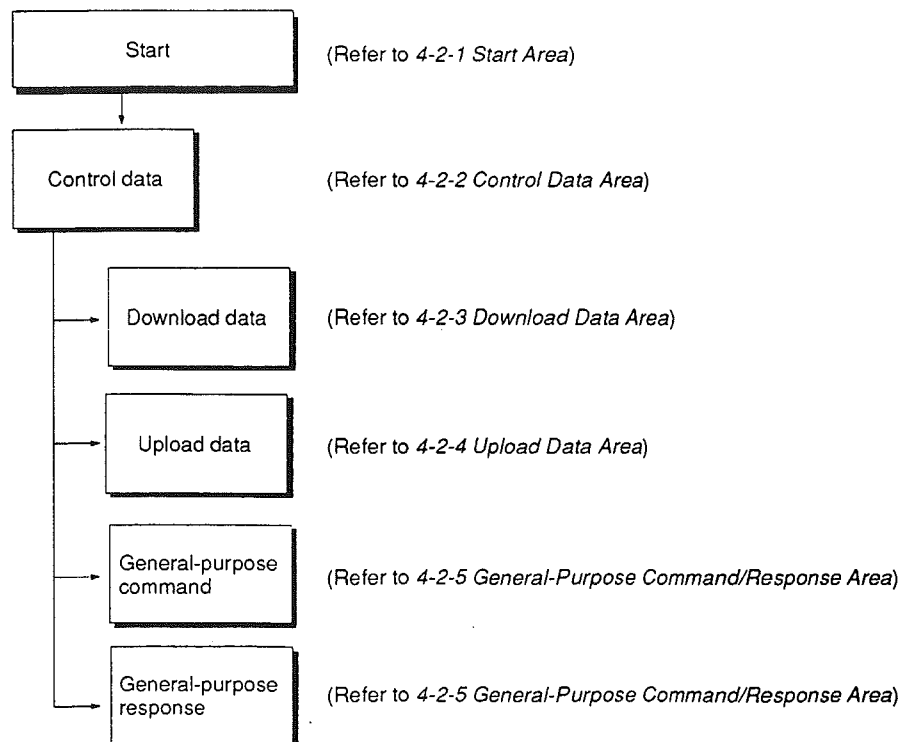 Start
(Refer to 4-2-1 Start Area)
Control data
(Refer to 4-2-2 Control Data Area)
Download data
(Refer to 4-2-3 Download Data Area)
Upload data
(Refer to 4-2-4 Upload Data Area)
General-purpose
command
(Refer to 4-2-5 General-Purpose Command/Response Area)
General-purpose
response
(Refer to 4-2-5 General-Purpose Command/Response Area)